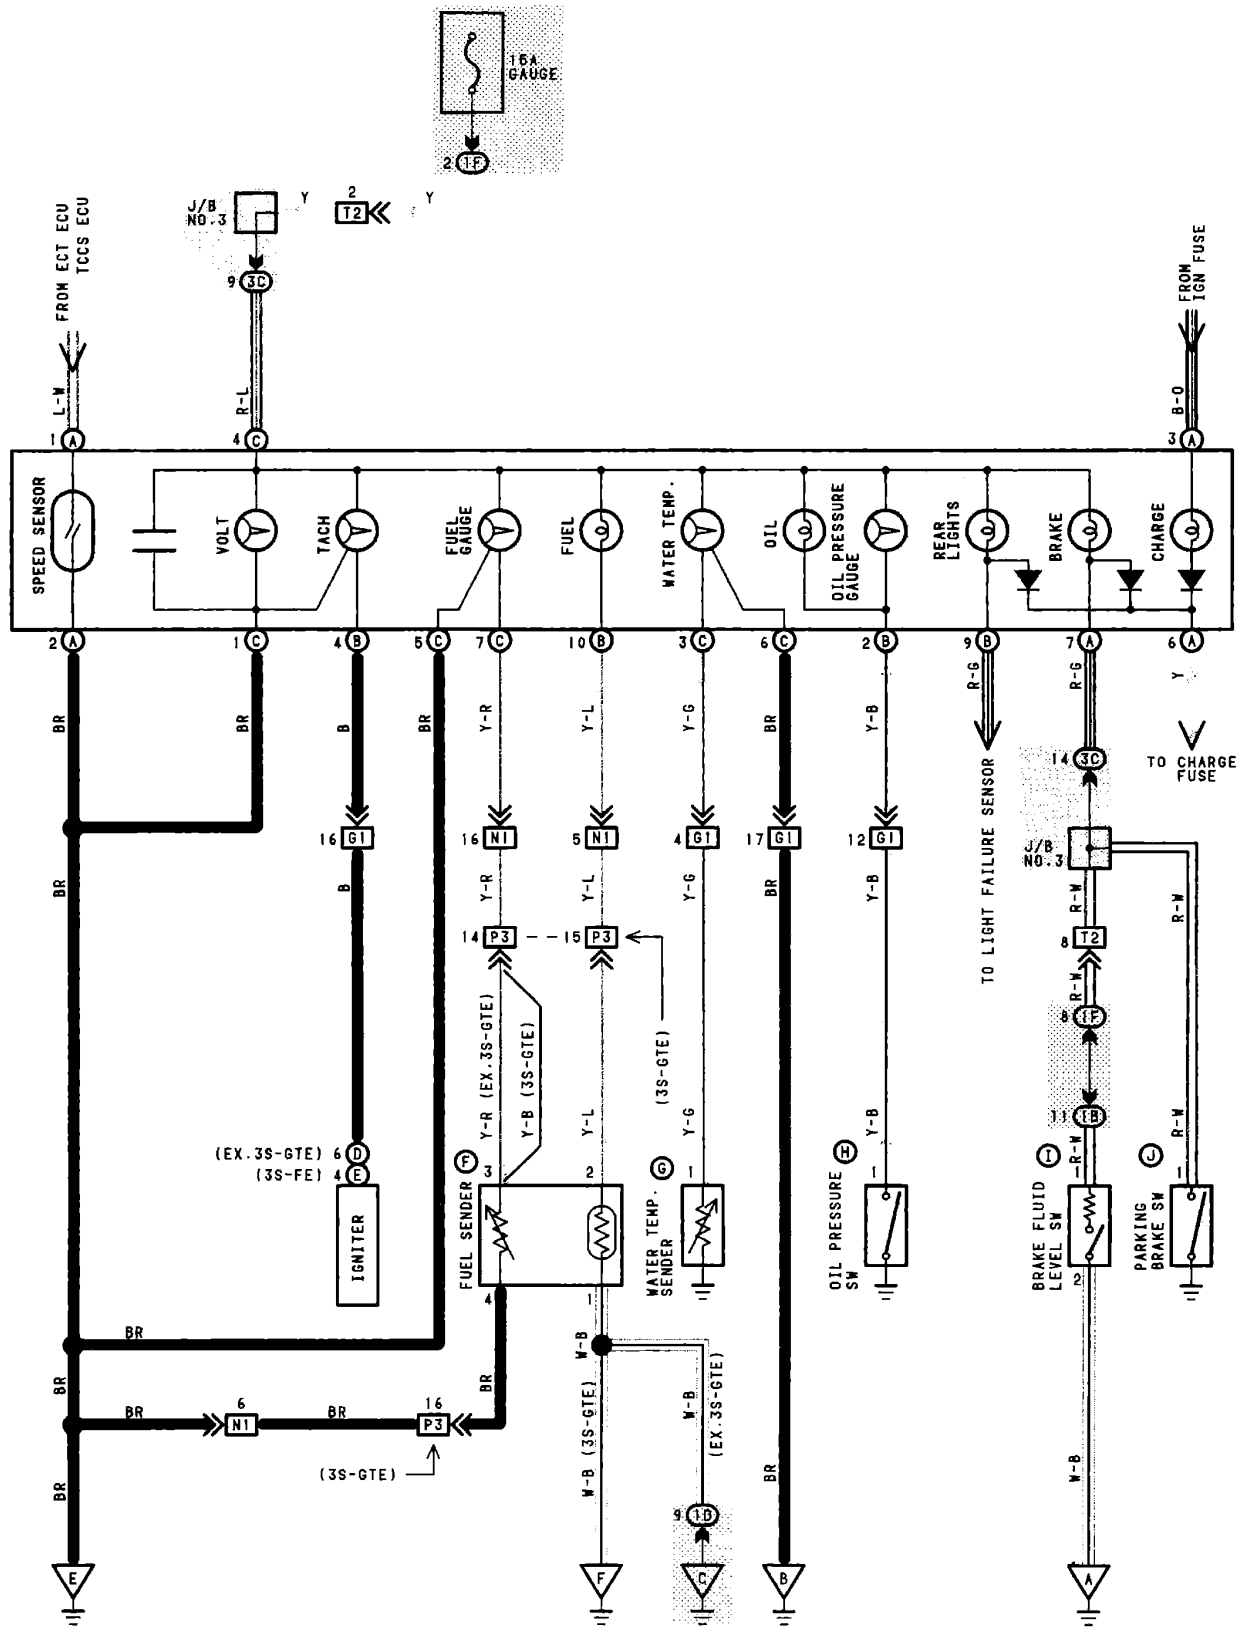 15A
GAUGE
2 1F
J/B
NO.3
Y
2
T2
Y
9 3C
FROM ECT ECU
TCCS ECU
FROM
IGN FUSE
L-W
R-L
B-O
1 A
4 C
3 A
SPEED SENSOR
VOLT
TACH
FUEL
GAUGE
FUEL
WATER TEMP.
OIL
OIL PRESSURE
GAUGE
REAR
LIGHTS
BRAKE
CHARGE
2 A
1 C
4 B
5 C
7 C
10 B
3 C
6 C
2 B
9 B
7 A
6 A
BR
BR
B
BR
Y-R
Y-L
Y-G
BR
Y-B
R-G
R-G
Y
14 3C
TO CHARGE
FUSE
TO LIGHT FAILURE SENSOR
16 G1
16 N1
5 N1
4 G1
17 G1
12 G1
J/B
NO.3
BR
B
Y-R
Y-L
Y-G
BR
Y-B
R-W
R-W
14 P3
15 P3
8 T2
R-W
8 1F
Y-R (EX.3S-GTE)
Y-B (3S-GTE)
(3S-GTE)
Y-L
Y-G
Y-B
11 1B
R-W
R-W
(EX.3S-GTE) 6 D
(3S-FE) 4 E
IGNITER
F
3
2
FUEL SENDER
G
1
WATER TEMP.
SENDER
H
1
OIL PRESSURE
SW
I
1
BRAKE FLUID
LEVEL SW
2
J
1
PARKING
BRAKE SW
4
1
BR
W-B
BR
BR
6
BR
N1
BR
16
P3
(3S-GTE)
W-B (3S-GTE)
W-B
(EX.3S-GTE)
BR
BR
W-B
9 1D
E
F
C
B
A